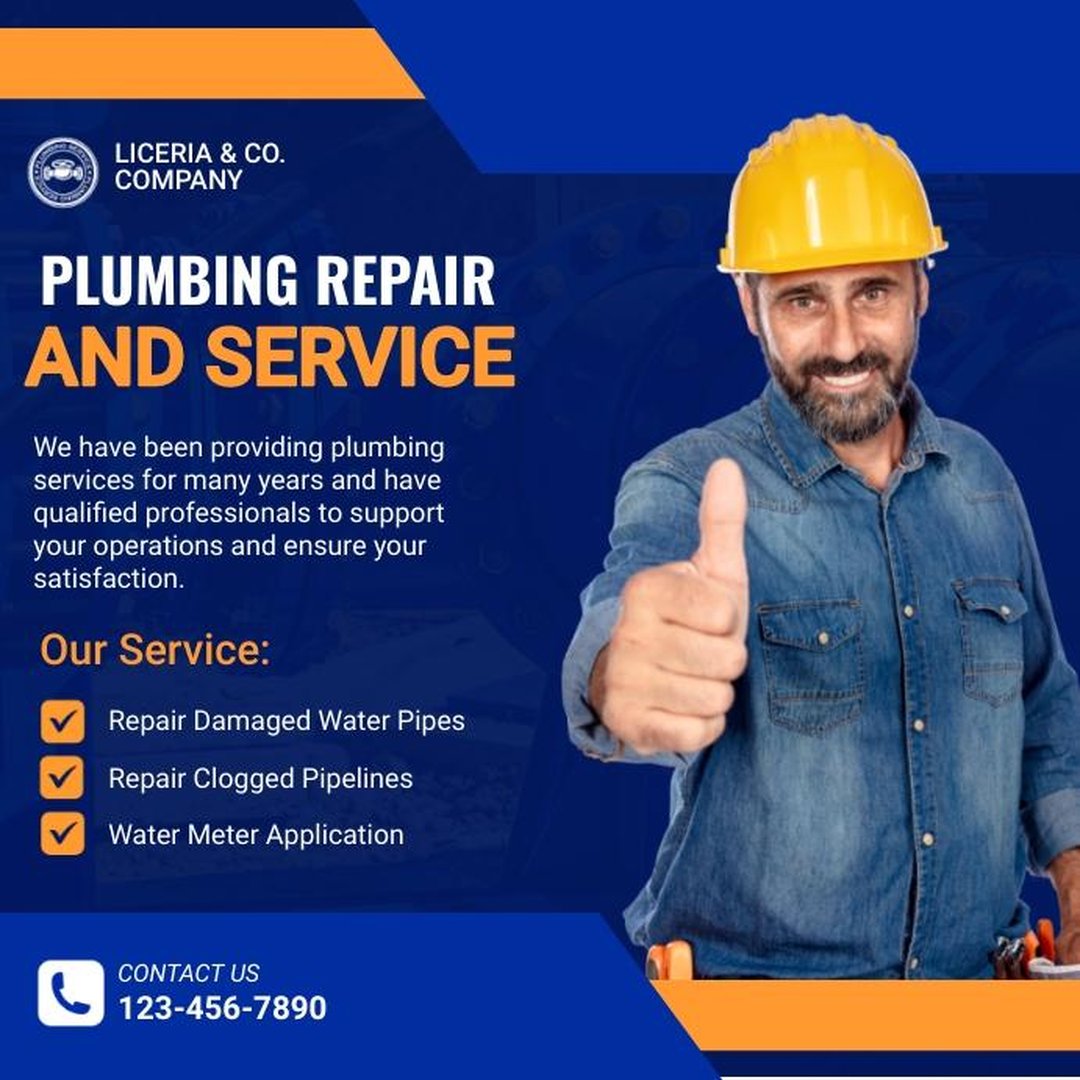 LICERIA & CO.
COMPANY
PLUMBING REPAIR
AND SERVICE
We have been providing plumbing
services for many years and have
qualified professionals to support
your operations and ensure your
satisfaction.
Our Service:
Repair Damaged Water Pipes
Repair Clogged Pipelines
Water Meter Application
CONTACT US
123-456-7890